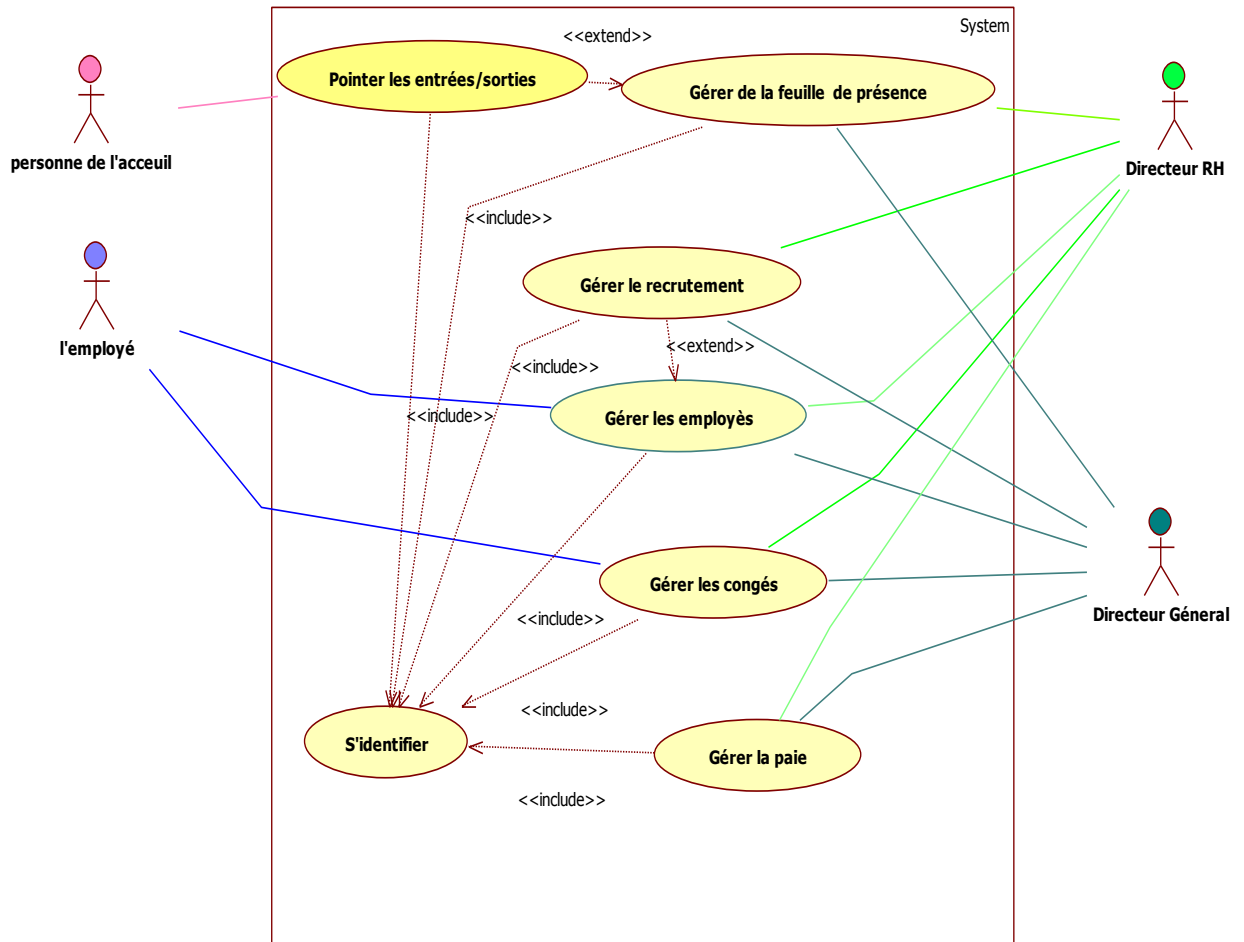 System
<<extend>>
Pointer les entrées/sorties
Gérer de la feuille de présence
personne de l'acceuil
Directeur RH
<<include>>
Gérer le recrutement
l'employé
<<extend>>
<<include>>
<<include>>
Gérer les employès
Gérer les congés
Directeur Géneral
<<include>>
<<include>>
S'identifier
Gérer la paie
<<include>>